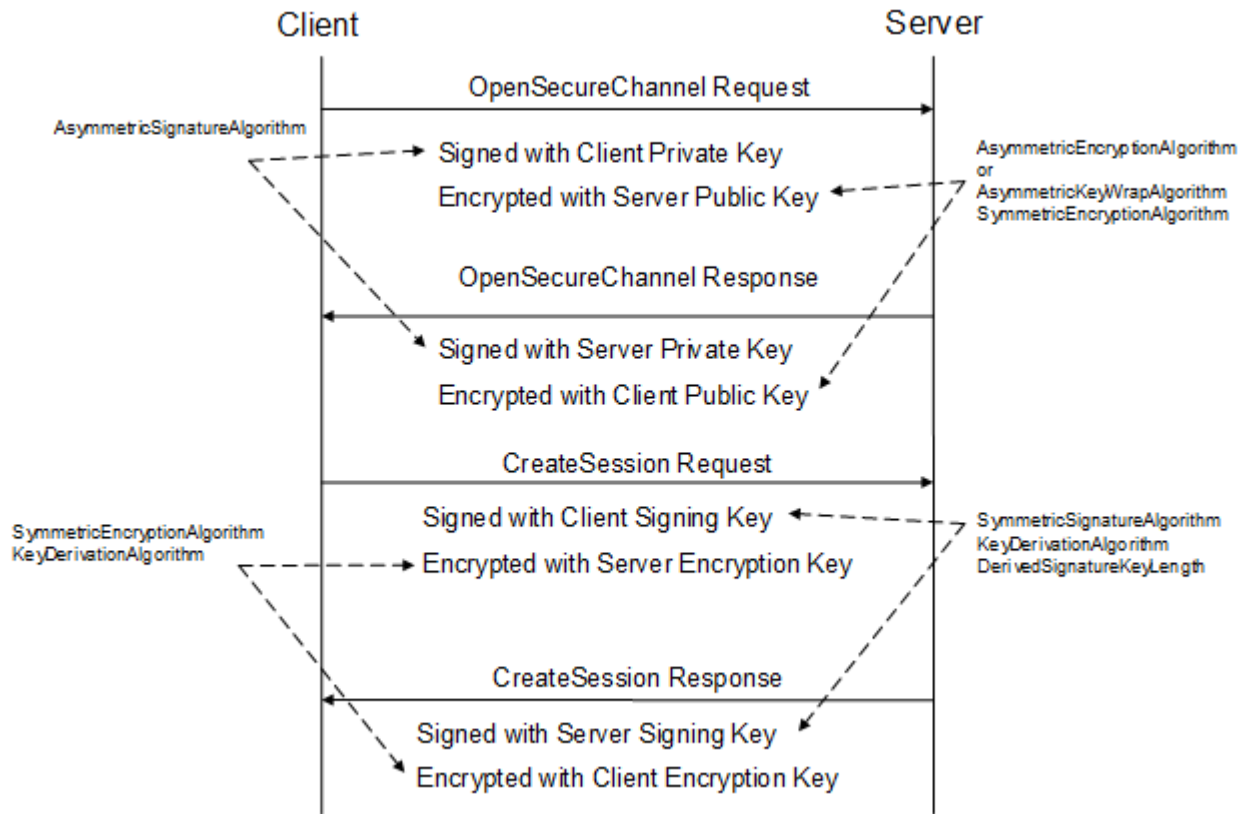 Client
Server
OpenSecureChannel Request
AsymmetricSignatureAlgorithm
Signed with Client Private Key
Encrypted with Server Public Key
AsymmetricEncryptionAlgorithm
or
AsymmetricKeyWrapAlgorithm
SymmetricEncryptionAlgorithm
OpenSecureChannel Response
Signed with Server Private Key
Encrypted with Client Public Key
CreateSession Request
Signed with Client Signing Key
Encrypted with Server Encryption Key
SymmetricEncryptionAlgorithm
KeyDerivationAlgorithm
SymmetricSignatureAlgorithm
KeyDerivationAlgorithm
DerivedSignatureKeyLength
CreateSession Response
Signed with Server Signing Key
Encrypted with Client Encryption Key